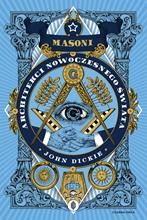 MASONI
ARCHITEKCI NOWOCZESNEGO ŚWIATA
JOHN DICKIE